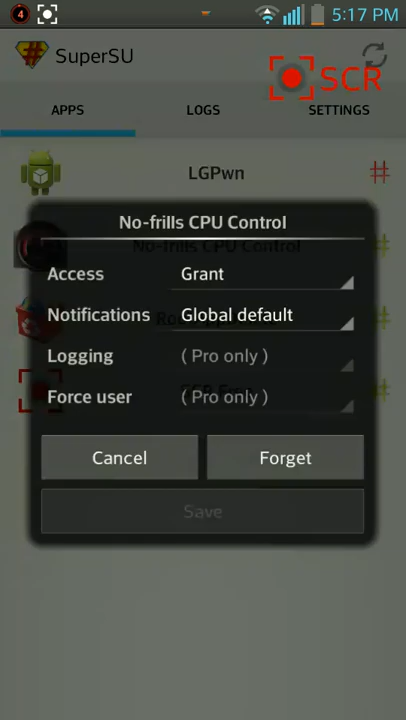 4
5:17 PM
SuperSU
SCR
APPS
LOGS
SETTINGS
LGPwn
No-frills CPU Control
No-frills CPU Control
Access
Grant
Notifications
Global default
Logging
( Pro only )
Force user
( Pro only )
Cancel
Forget
Save